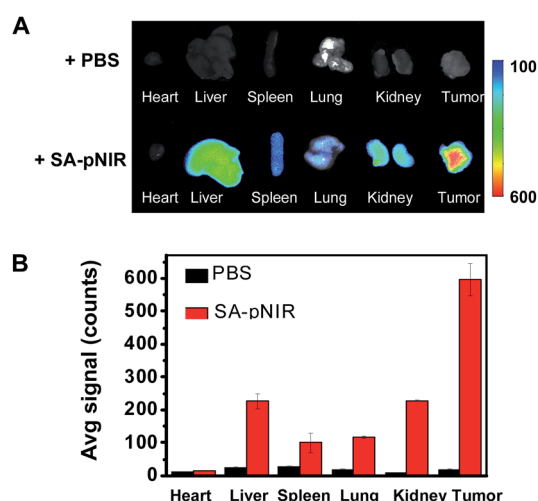 A
+ PBS
Heart Liver Spleen Lung Kidney Tumor
100
+ SA-pNIR
Heart Liver Spleen Lung Kidney Tumor
600
B
PBS
SA-pNIR
Avg signal (counts)
600
500
400
300
200
100
0
Heart Liver Spleen Lung Kidney Tumor